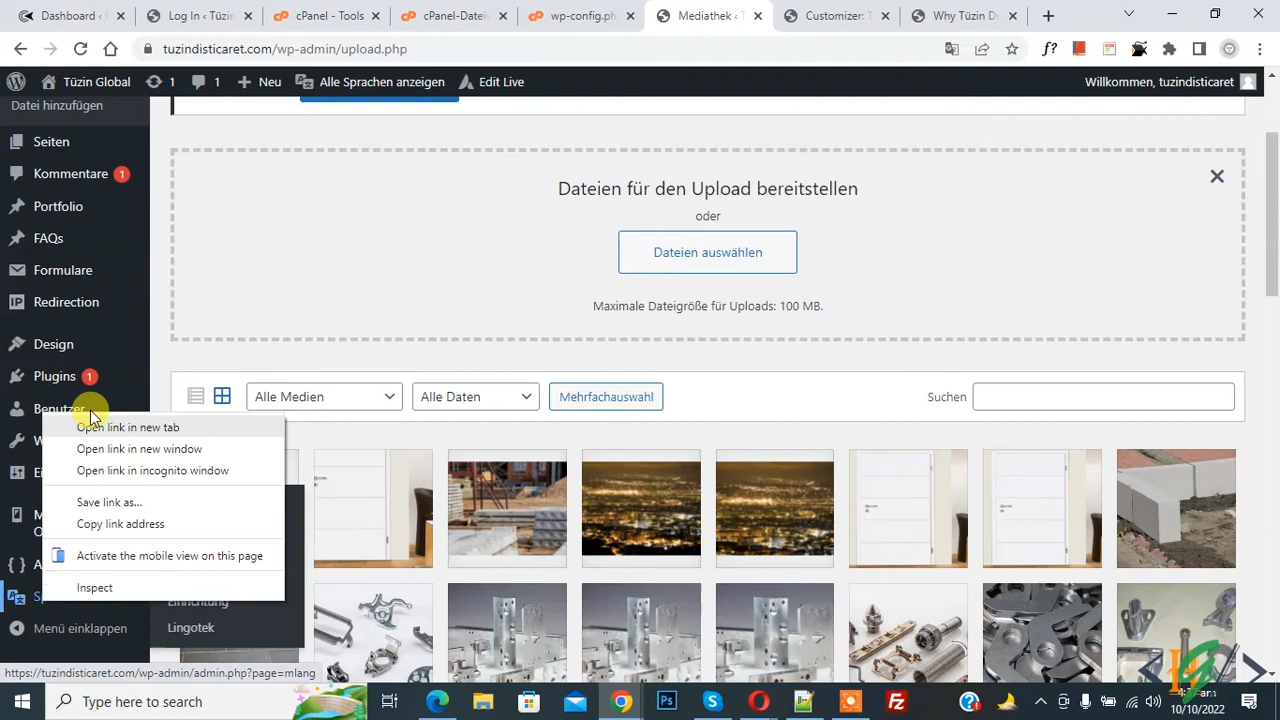 Dashboard ‹
Log In ‹ Tüzin
cPanel - Tools
cPanel-Datei
wp-config.ph
Mediathek ‹ T
Customizer: T
Why Tüzin D
tuzindisticaret.com/wp-admin/upload.php
Tüzin Global
1
1
Neu
Alle Sprachen anzeigen
Edit Live
Willkommen, tuzindisticaret
Datei hinzufügen
Seiten
Kommentare 1
Portfolio
FAQs
Formulare
Redirection
Design
Plugins 1
Benutzer
Open link in new tab
Open link in new window
Open link in incognito window
Save link as...
Copy link address
Activate the mobile view on this page
Inspect
Einrichtung
Lingotek
Menü einklappen
https://tuzindisticaret.com/wp-admin/admin.php?page=mlang
Dateien für den Upload bereitstellen
oder
Dateien auswählen
Maximale Dateigröße für Uploads: 100 MB.
Alle Medien
Alle Daten
Mehrfachauswahl
Suchen
Type here to search
10/10/2022